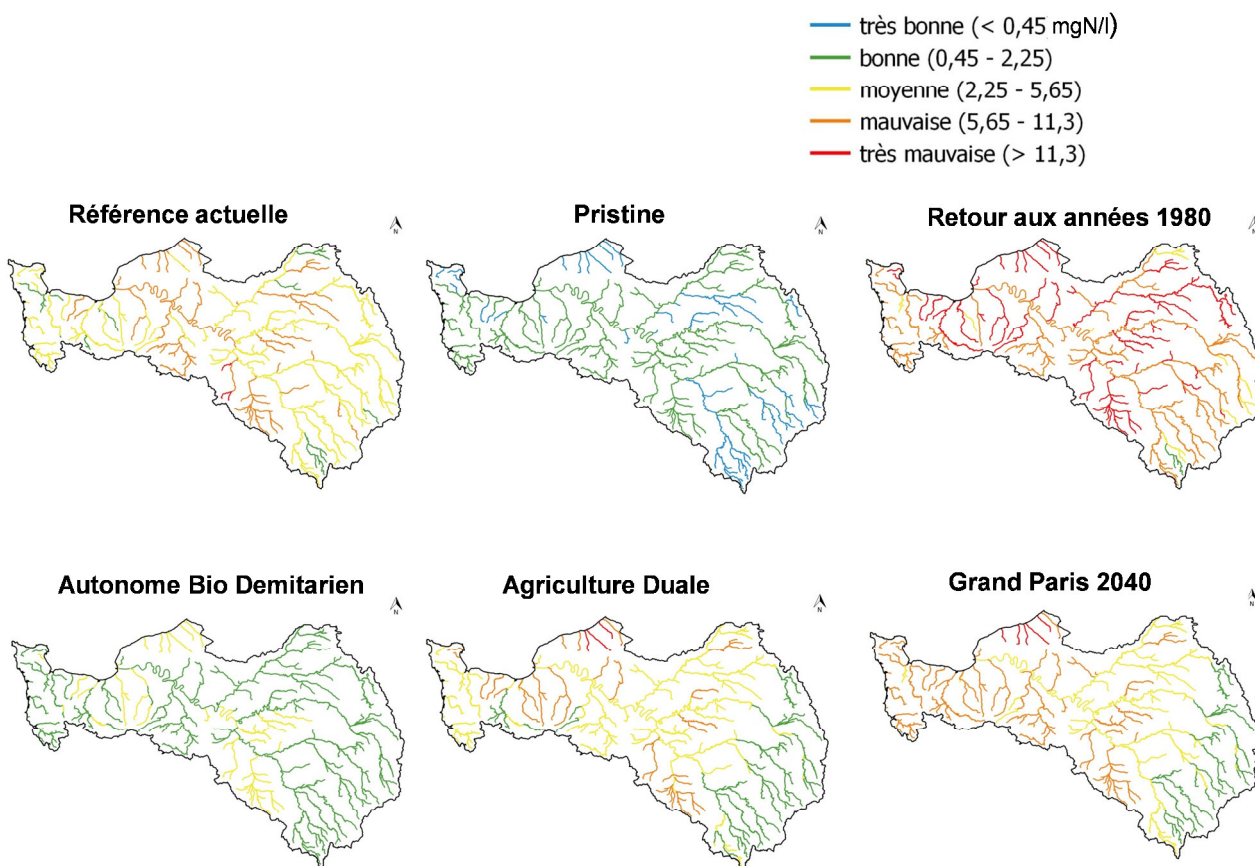 très bonne (< 0,45 mgN/l)
bonne (0,45 - 2,25)
moyenne (2,25 - 5,65)
mauvaise (5,65 - 11,3)
très mauvaise (> 11,3)
Référence actuelle
N
Pristine
N
Retour aux années 1980
N
Autonome Bio Demitarien
N
Agriculture Duale
N
Grand Paris 2040
N